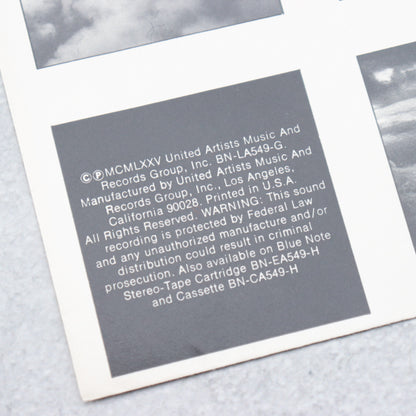 ©℗MCMLXXV United Artists Music And
Records Group, Inc. BN-LA549-G.
Manufactured by United Artists Music And
Records Group, Inc., Los Angeles,
California 90028. Printed in U.S.A.
All Rights Reserved. WARNING: This sound
recording is protected by Federal Law
and any unauthorized manufacture and/or
distribution could result in criminal
prosecution. Also available on Blue Note
Stereo-Tape Cartridge BN-EA549-H
and Cassette BN-CA549-H